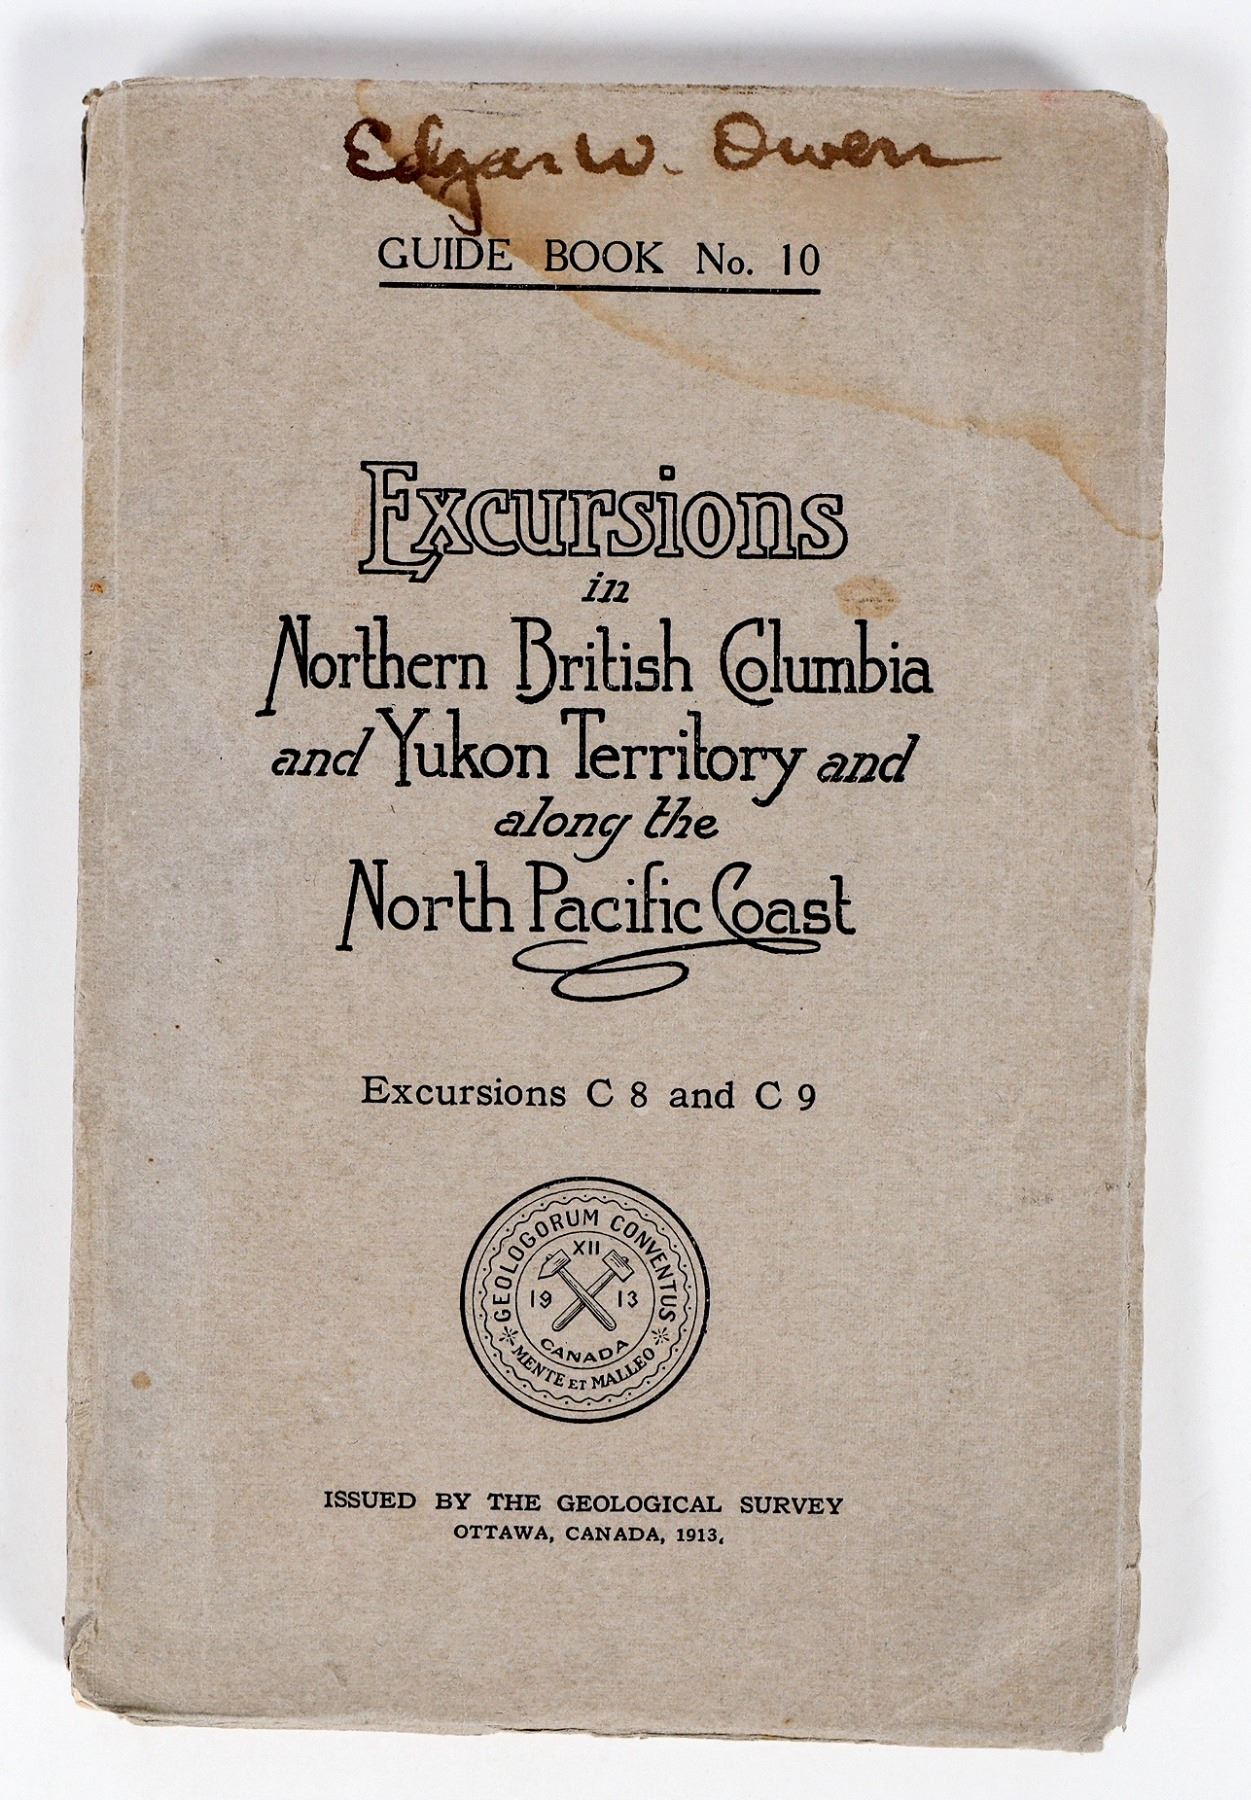 Edgar W. Owen
GUIDE BOOK No. 10
Excursions
in
Northern British Columbia
and Yukon Territory and
along the
North Pacific Coast
Excursions C 8 and C 9
GEOLOGORUM CONVENTUS
XII
19 13
CANADA
MENTE ET MALLEO
ISSUED BY THE GEOLOGICAL SURVEY
OTTAWA, CANADA, 1913.